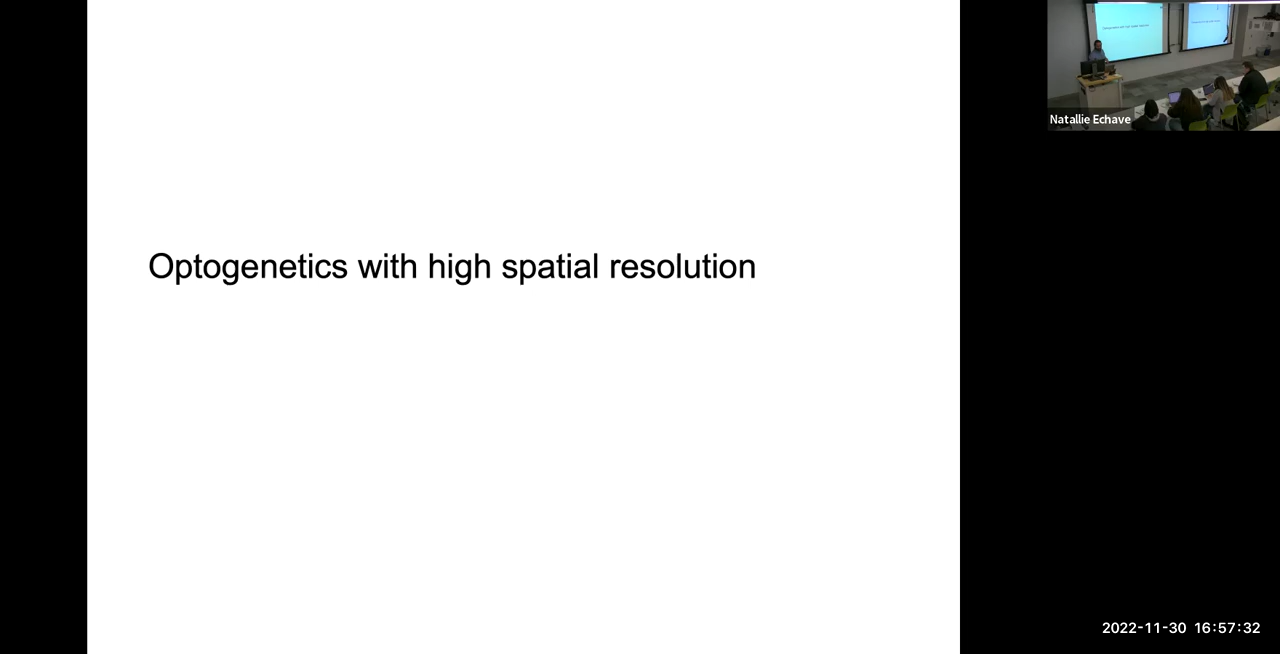 Optogenetics with high spatial resolution
Natallie Echave
2022-11-30 16:57:32